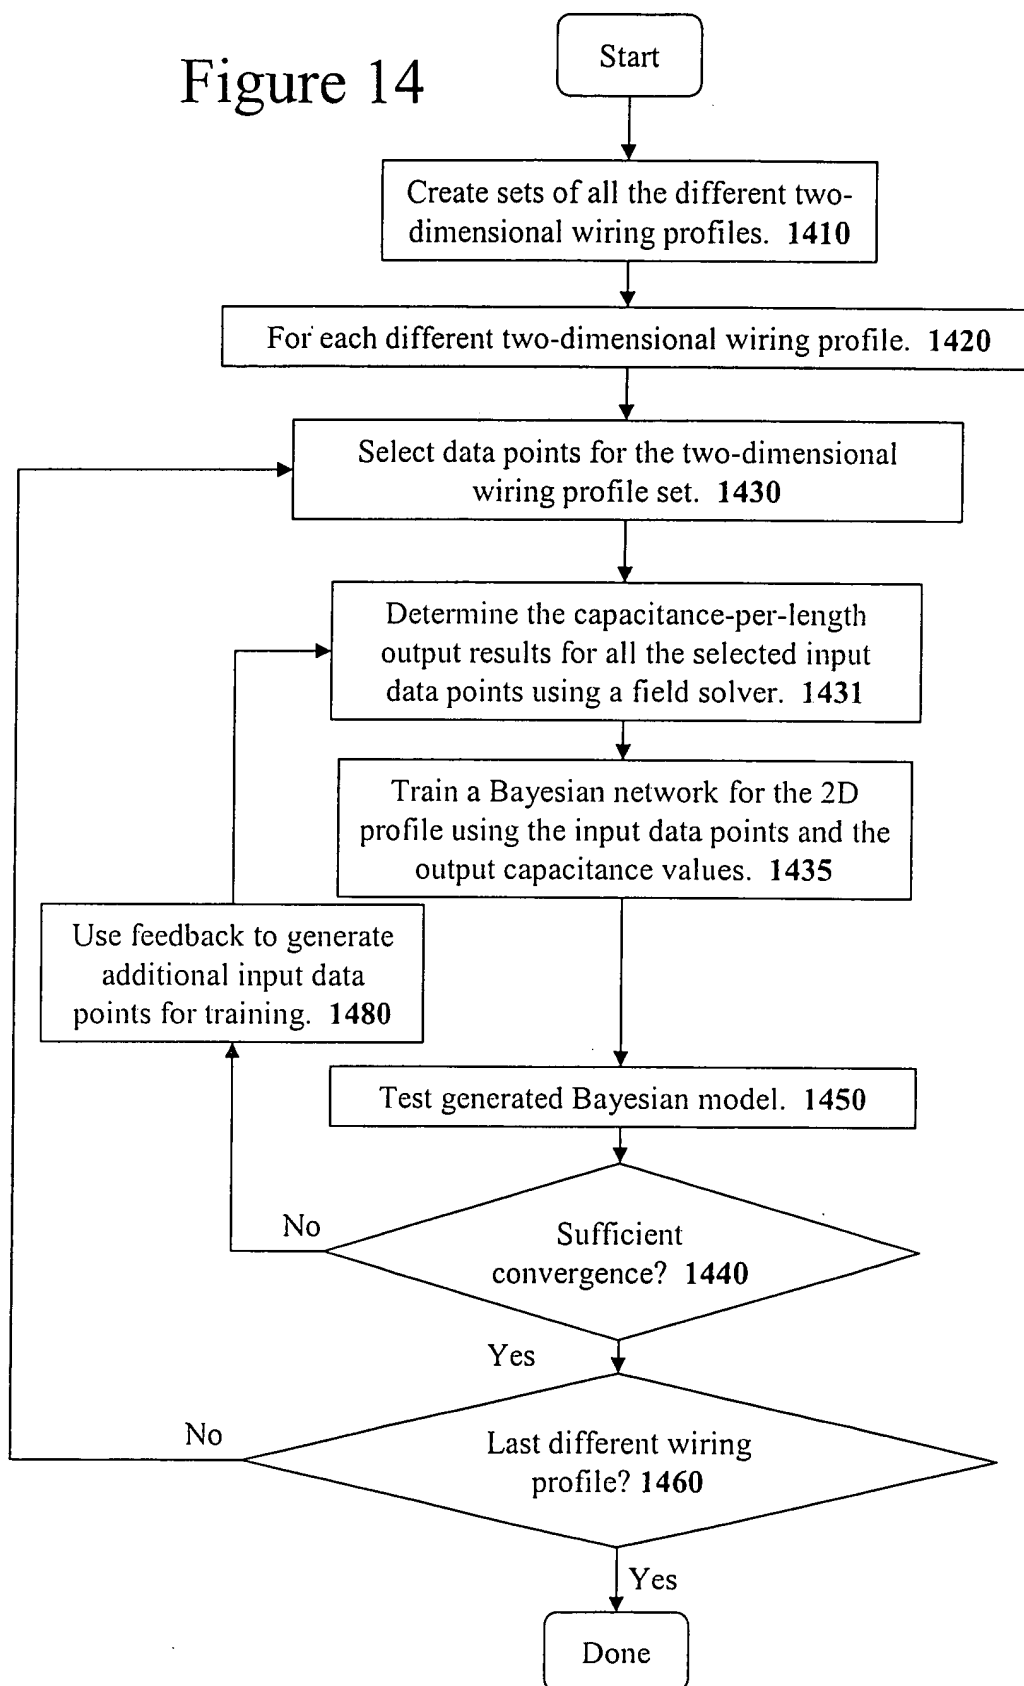 Figure 14
Start
Create sets of all the different two-
dimensional wiring profiles. 1410
For each different two-dimensional wiring profile. 1420
Select data points for the two-dimensional
wiring profile set. 1430
Determine the capacitance-per-length
output results for all the selected input
data points using a field solver. 1431
Train a Bayesian network for the 2D
profile using the input data points and the
output capacitance values. 1435
Use feedback to generate
additional input data
points for training. 1480
Test generated Bayesian model. 1450
No
Sufficient
convergence? 1440
Yes
No
Last different wiring
profile? 1460
Yes
Done